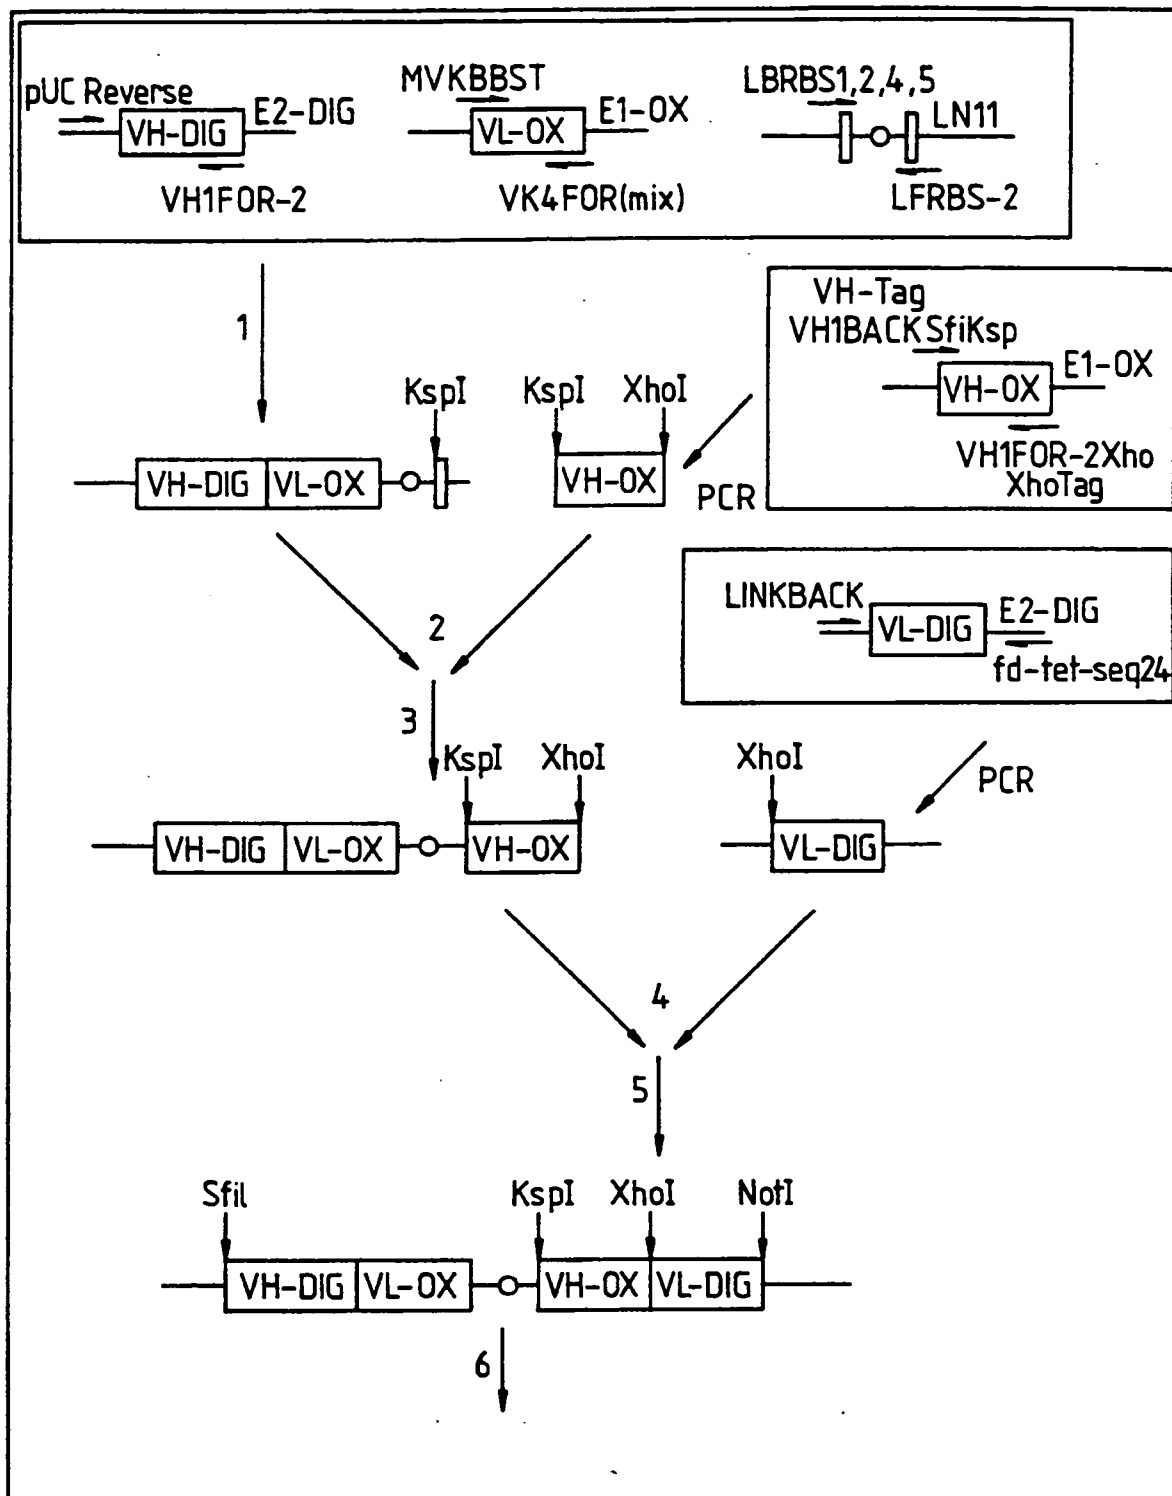 pUC Reverse
VH-DIG
E2-DIG
VH1FOR-2
MVKBBST
VL-OX
E1-OX
VK4FOR(mix)
LBRBS1,2,4,5
LN11
LFRBS-2
1
VH-Tag
VH1BACKSfiKsp
VH-OX
E1-OX
VH1FOR-2Xho
XhoTag
PCR
KspI
VH-DIG
VL-OX
KspI
XhoI
VH-OX
2
LINKBACK
VL-DIG
E2-DIG
fd-tet-seq24
PCR
3
KspI
XhoI
VH-DIG
VL-OX
VH-OX
XhoI
VL-DIG
4
5
SfiI
KspI
XhoI
NotI
VH-DIG
VL-OX
VH-OX
VL-DIG
6